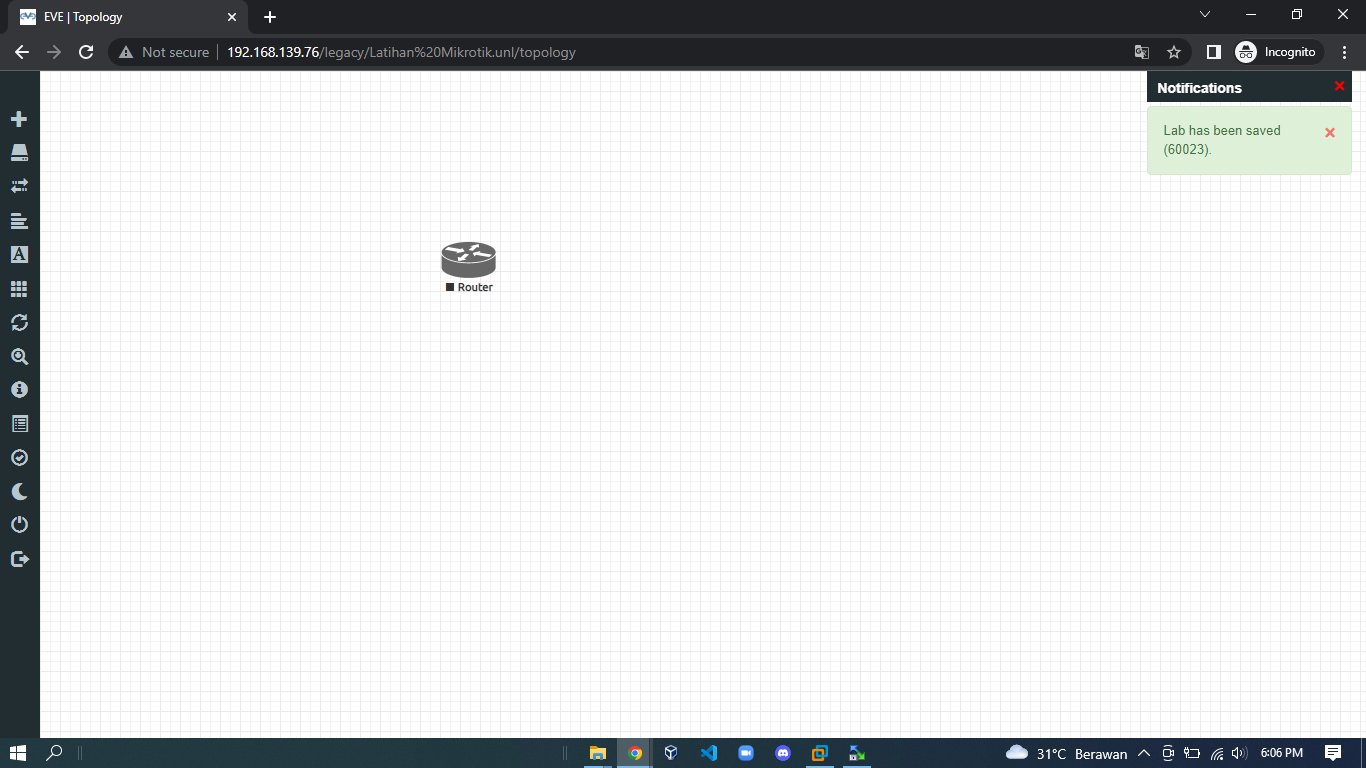 EVE | Topology
Not secure
192.168.139.76/legacy/Latihan%20Mikrotik.unl/topology
Incognito
Notifications
Lab has been saved
(60023).
A
Router
31°C Berawan
6:06 PM